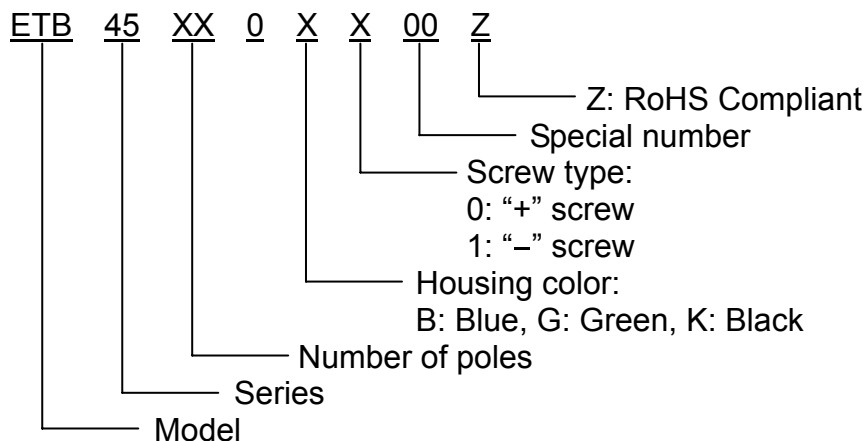 ETB 45 XX 0 X X 00 Z
Z: RoHS Compliant
Special number
Screw type:
0: “+” screw
1: “–” screw
Housing color:
B: Blue, G: Green, K: Black
Number of poles
Series
Model